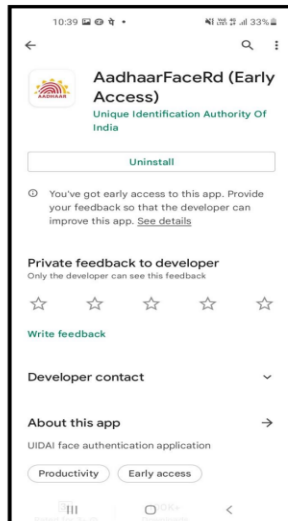 10:39
33%
AADHAAR
AadhaarFaceRd (Early
Access)
Unique Identification Authority Of
India
Uninstall
You've got early access to this app. Provide
your feedback so that the developer can
improve this app. See details
Private feedback to developer
Only the developer can see this feedback
Write feedback
Developer contact
About this app
UIDAI face authentication application
Productivity
Early access